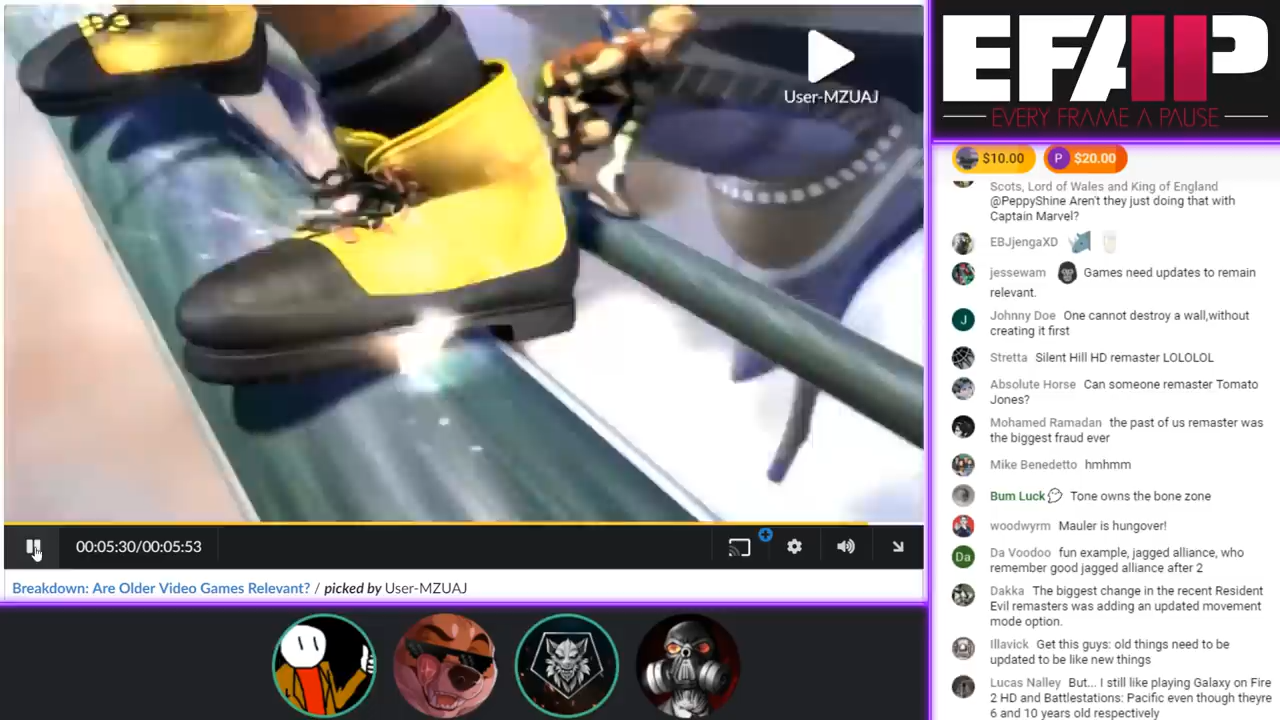 User-MZUAJ
00:05:30/00:05:53
Breakdown: Are Older Video Games Relevant? / picked by User-MZUAJ
EFAP
EVERY FRAME A PAUSE
$10.00
P $20.00
Scots, Lord of Wales and King of England
@PeppyShine Aren't they just doing that with
Captain Marvel?
EBJjengaXD
jessewam Games need updates to remain
relevant.
J Johnny Doe One cannot destroy a wall,without
creating it first
Stretta Silent Hill HD remaster LOLOLOL
Absolute Horse Can someone remaster Tomato
Jones?
Mohamed Ramadan the past of us remaster was
the biggest fraud ever
Mike Benedetto hmhmm
Bum Luck Tone owns the bone zone
woodwyrm Mauler is hungover!
Da Da Voodoo fun example, jagged alliance, who
remember good jagged alliance after 2
Dakka The biggest change in the recent Resident
Evil remasters was adding an updated movement
mode option.
Illavick Get this guys: old things need to be
updated to be like new things
Lucas Nalley But... I still like playing Galaxy on Fire
2 HD and Battlestations: Pacific even though theyre
6 and 10 years old respectively